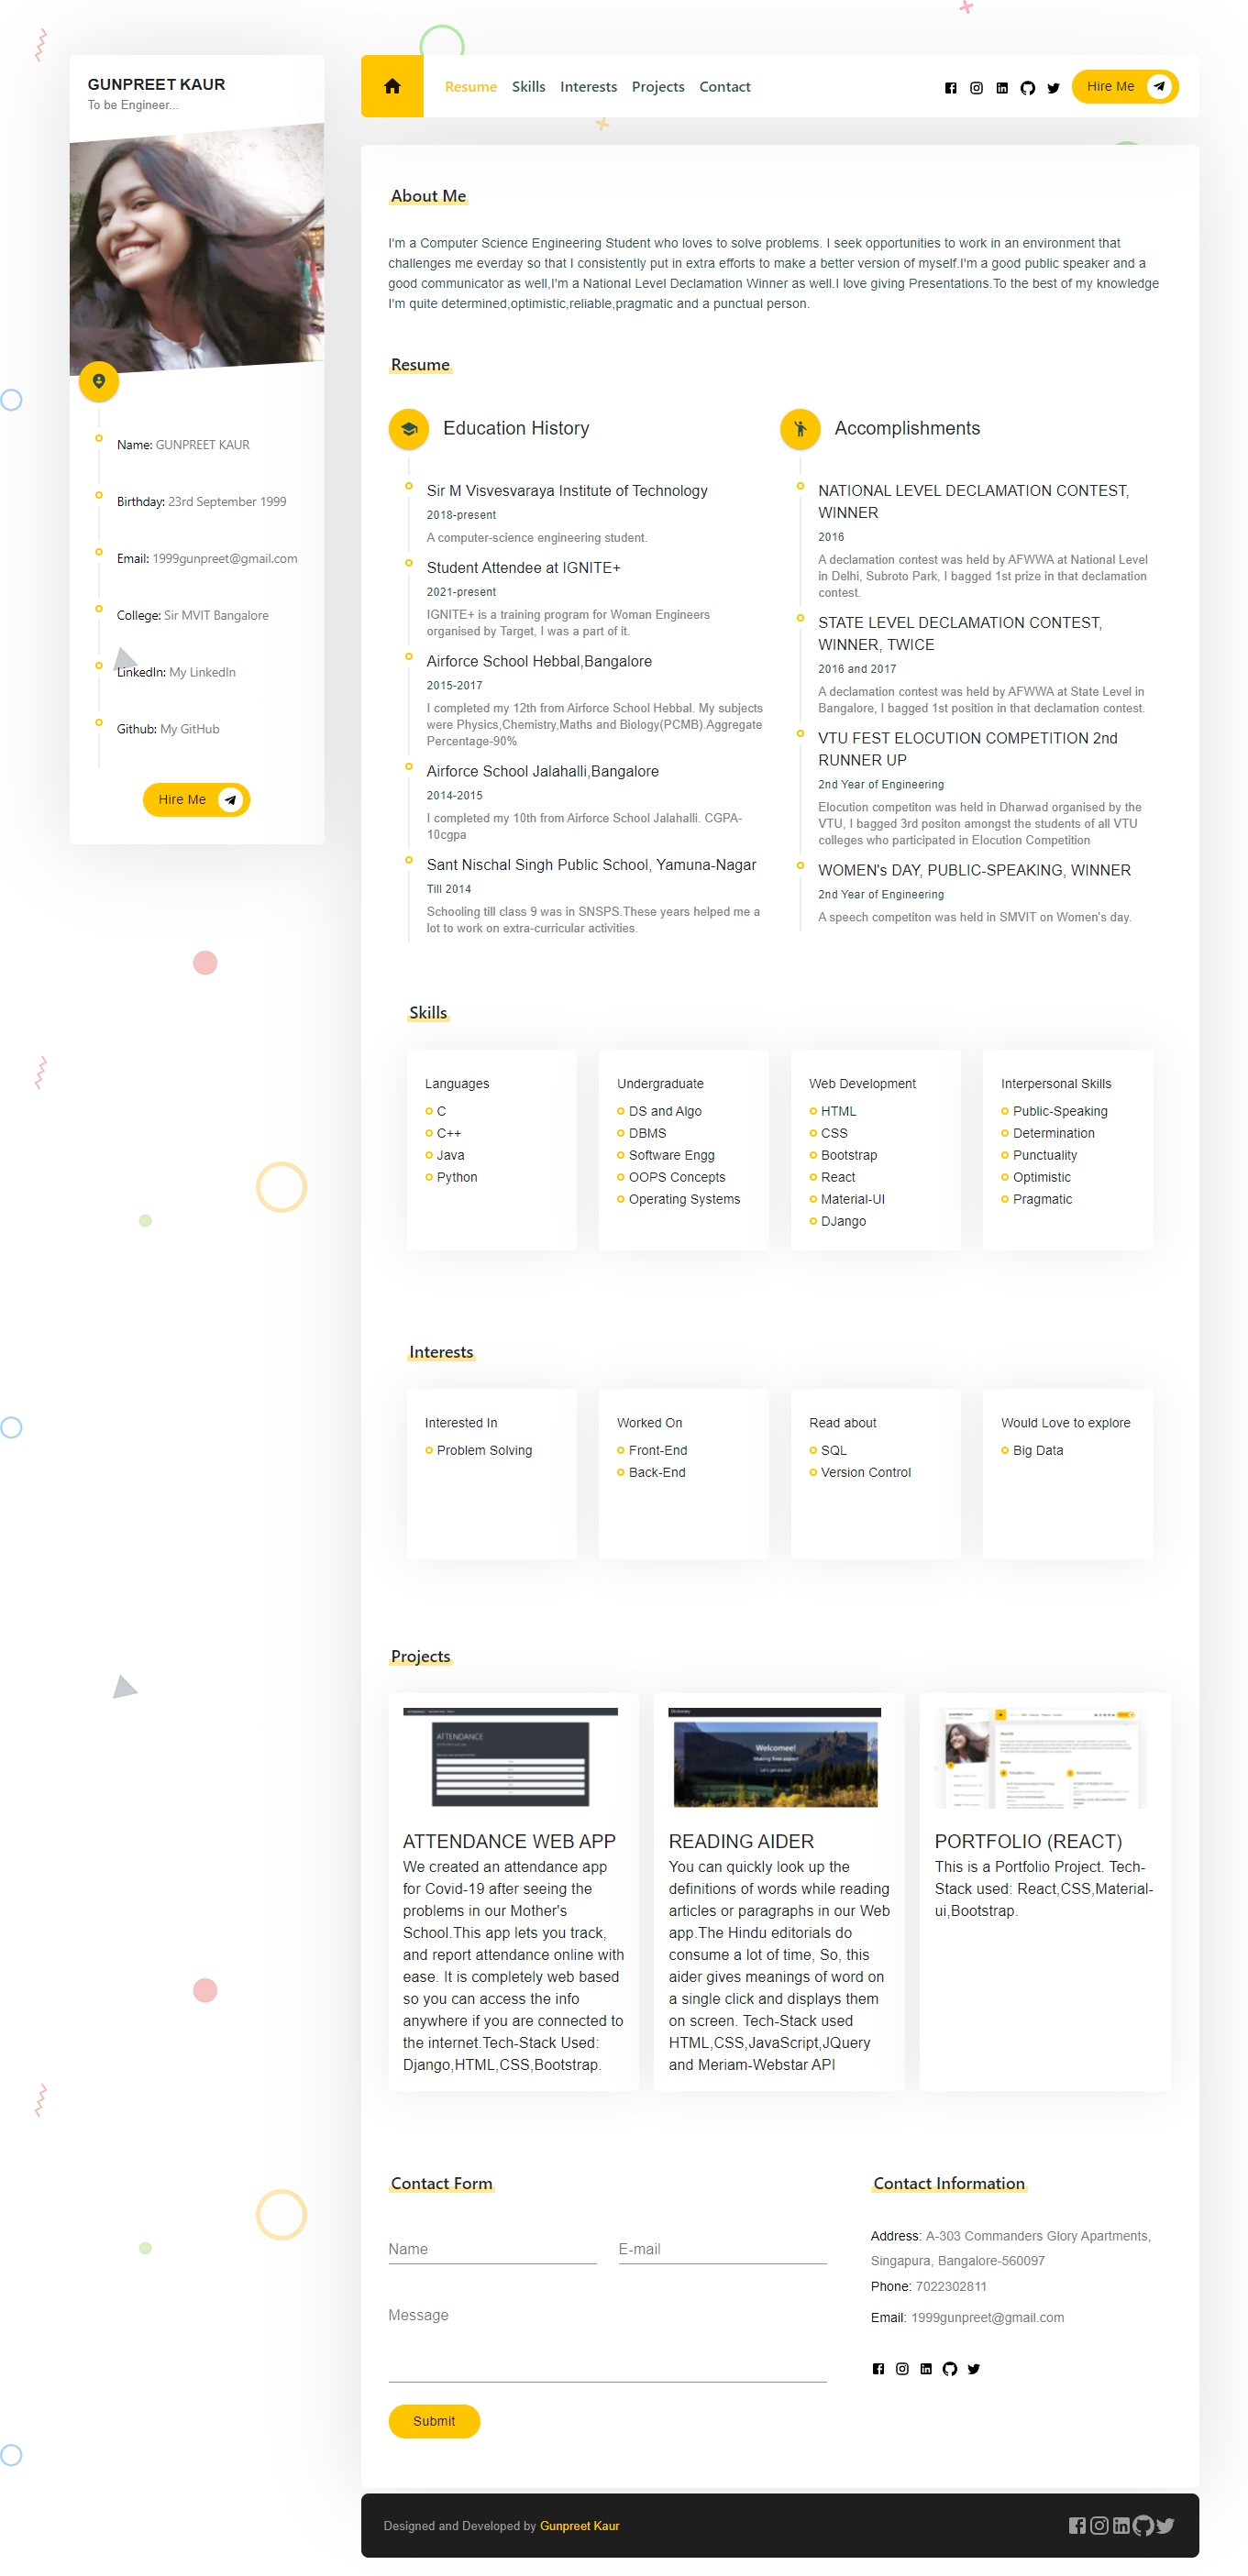 GUNPREET KAUR
To be Engineer...
Name: GUNPREET KAUR
Birthday: 23rd September 1999
Email: 1999gunpreet@gmail.com
College: Sir MVIT Bangalore
LinkedIn: My LinkedIn
Github: My GitHub
Hire Me
Resume Skills Interests Projects Contact
Hire Me
About Me
I'm a Computer Science Engineering Student who loves to solve problems. I seek opportunities to work in an environment that
challenges me everday so that I consistently put in extra efforts to make a better version of myself.I'm a good public speaker and a
good communicator as well,I'm a National Level Declamation Winner as well.I love giving Presentations.To the best of my knowledge
I'm quite determined,optimistic,reliable,pragmatic and a punctual person.
Resume
Education History
Sir M Visvesvaraya Institute of Technology
2018-present
A computer-science engineering student.
Student Attendee at IGNITE+
2021-present
IGNITE+ is a training program for Woman Engineers
organised by Target, I was a part of it.
Airforce School Hebbal,Bangalore
2015-2017
I completed my 12th from Airforce School Hebbal. My subjects
were Physics,Chemistry,Maths and Biology(PCMB).Aggregate
Percentage-90%
Airforce School Jalahalli,Bangalore
2014-2015
I completed my 10th from Airforce School Jalahalli. CGPA-
10cgpa
Sant Nischal Singh Public School, Yamuna-Nagar
Till 2014
Schooling till class 9 was in SNSPS.These years helped me a
lot to work on extra-curricular activities.
Accomplishments
NATIONAL LEVEL DECLAMATION CONTEST,
WINNER
2016
A declamation contest was held by AFWWA at National Level
in Delhi, Subroto Park, I bagged 1st prize in that declamation
contest.
STATE LEVEL DECLAMATION CONTEST,
WINNER, TWICE
2016 and 2017
A declamation contest was held by AFWWA at State Level in
Bangalore, I bagged 1st position in that declamation contest.
VTU FEST ELOCUTION COMPETITION 2nd
RUNNER UP
2nd Year of Engineering
Elocution competiton was held in Dharwad organised by the
VTU, I bagged 3rd positon amongst the students of all VTU
colleges who participated in Elocution Competition
WOMEN's DAY, PUBLIC-SPEAKING, WINNER
2nd Year of Engineering
A speech competiton was held in SMVIT on Women's day.
Skills
Languages
C
C++
Java
Python
Undergraduate
DS and Algo
DBMS
Software Engg
OOPS Concepts
Operating Systems
Web Development
HTML
CSS
Bootstrap
React
Material-UI
DJango
Interpersonal Skills
Public-Speaking
Determination
Punctuality
Optimistic
Pragmatic
Interests
Interested In
Problem Solving
Worked On
Front-End
Back-End
Read about
SQL
Version Control
Would Love to explore
Big Data
Projects
ATTENDANCE
ATTENDANCE WEB APP
We created an attendance app
for Covid-19 after seeing the
problems in our Mother's
School.This app lets you track,
and report attendance online with
ease. It is completely web based
so you can access the info
anywhere if you are connected to
the internet.Tech-Stack Used:
Django,HTML,CSS,Bootstrap.
Dictionary
Welcomee!
Let's get started!
READING AIDER
You can quickly look up the
definitions of words while reading
articles or paragraphs in our Web
app.The Hindu editorials do
consume a lot of time, So, this
aider gives meanings of word on
a single click and displays them
on screen. Tech-Stack used
HTML,CSS,JavaScript,JQuery
and Meriam-Webstar API
PORTFOLIO (REACT)
This is a Portfolio Project. Tech-
Stack used: React,CSS,Material-
ui,Bootstrap.
Contact Form
Name
E-mail
Message
Submit
Contact Information
Address: A-303 Commanders Glory Apartments,
Singapura, Bangalore-560097
Phone: 7022302811
Email: 1999gunpreet@gmail.com
Designed and Developed by Gunpreet Kaur